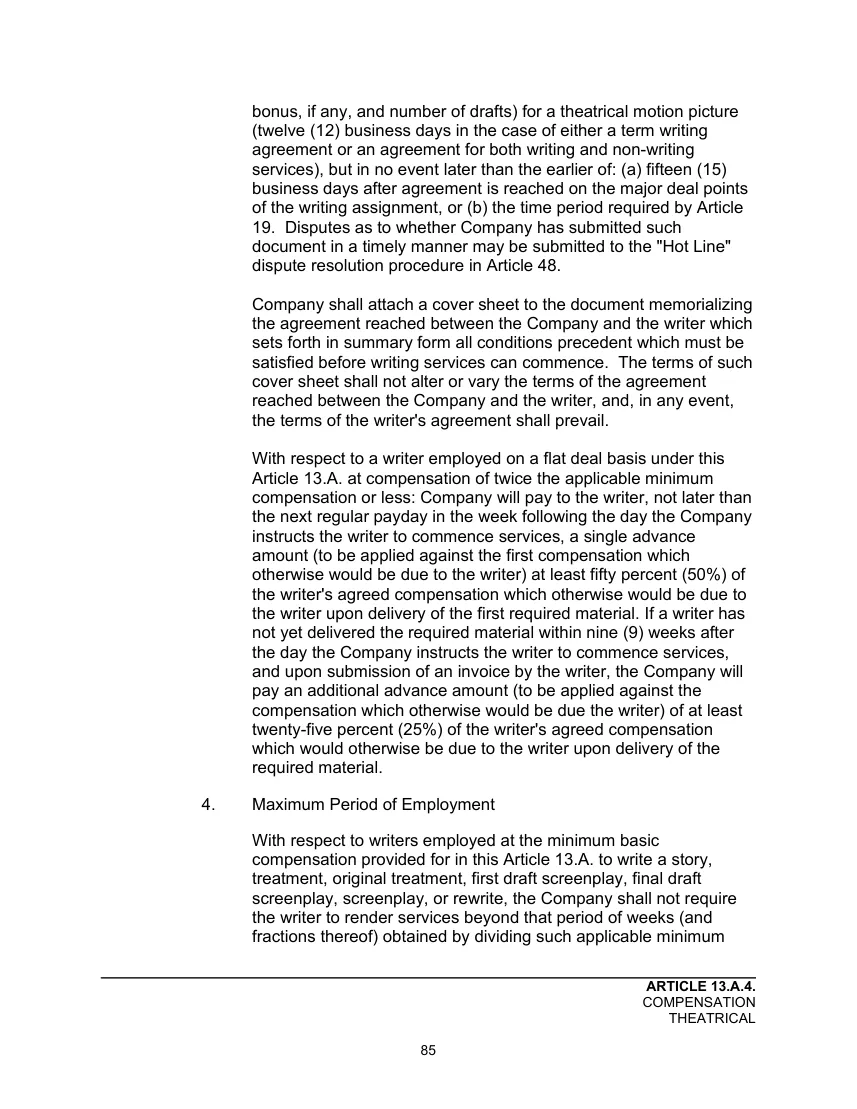 bonus, if any, and number of drafts) for a theatrical motion picture
(twelve (12) business days in the case of either a term writing
agreement or an agreement for both writing and non-writing
services), but in no event later than the earlier of: (a) fifteen (15)
business days after agreement is reached on the major deal points
of the writing assignment, or (b) the time period required by Article
19.  Disputes as to whether Company has submitted such
document in a timely manner may be submitted to the "Hot Line"
dispute resolution procedure in Article 48.
Company shall attach a cover sheet to the document memorializing
the agreement reached between the Company and the writer which
sets forth in summary form all conditions precedent which must be
satisfied before writing services can commence.  The terms of such
cover sheet shall not alter or vary the terms of the agreement
reached between the Company and the writer, and, in any event,
the terms of the writer's agreement shall prevail.
With respect to a writer employed on a flat deal basis under this
Article 13.A. at compensation of twice the applicable minimum
compensation or less: Company will pay to the writer, not later than
the next regular payday in the week following the day the Company
instructs the writer to commence services, a single advance
amount (to be applied against the first compensation which
otherwise would be due to the writer) at least fifty percent (50%) of
the writer's agreed compensation which otherwise would be due to
the writer upon delivery of the first required material. If a writer has
not yet delivered the required material within nine (9) weeks after
the day the Company instructs the writer to commence services,
and upon submission of an invoice by the writer, the Company will
pay an additional advance amount (to be applied against the
compensation which otherwise would be due the writer) of at least
twenty-five percent (25%) of the writer's agreed compensation
which would otherwise be due to the writer upon delivery of the
required material.
4. Maximum Period of Employment
With respect to writers employed at the minimum basic
compensation provided for in this Article 13.A. to write a story,
treatment, original treatment, first draft screenplay, final draft
screenplay, screenplay, or rewrite, the Company shall not require
the writer to render services beyond that period of weeks (and
fractions thereof) obtained by dividing such applicable minimum
ARTICLE 13.A.4.
COMPENSATION
THEATRICAL
85